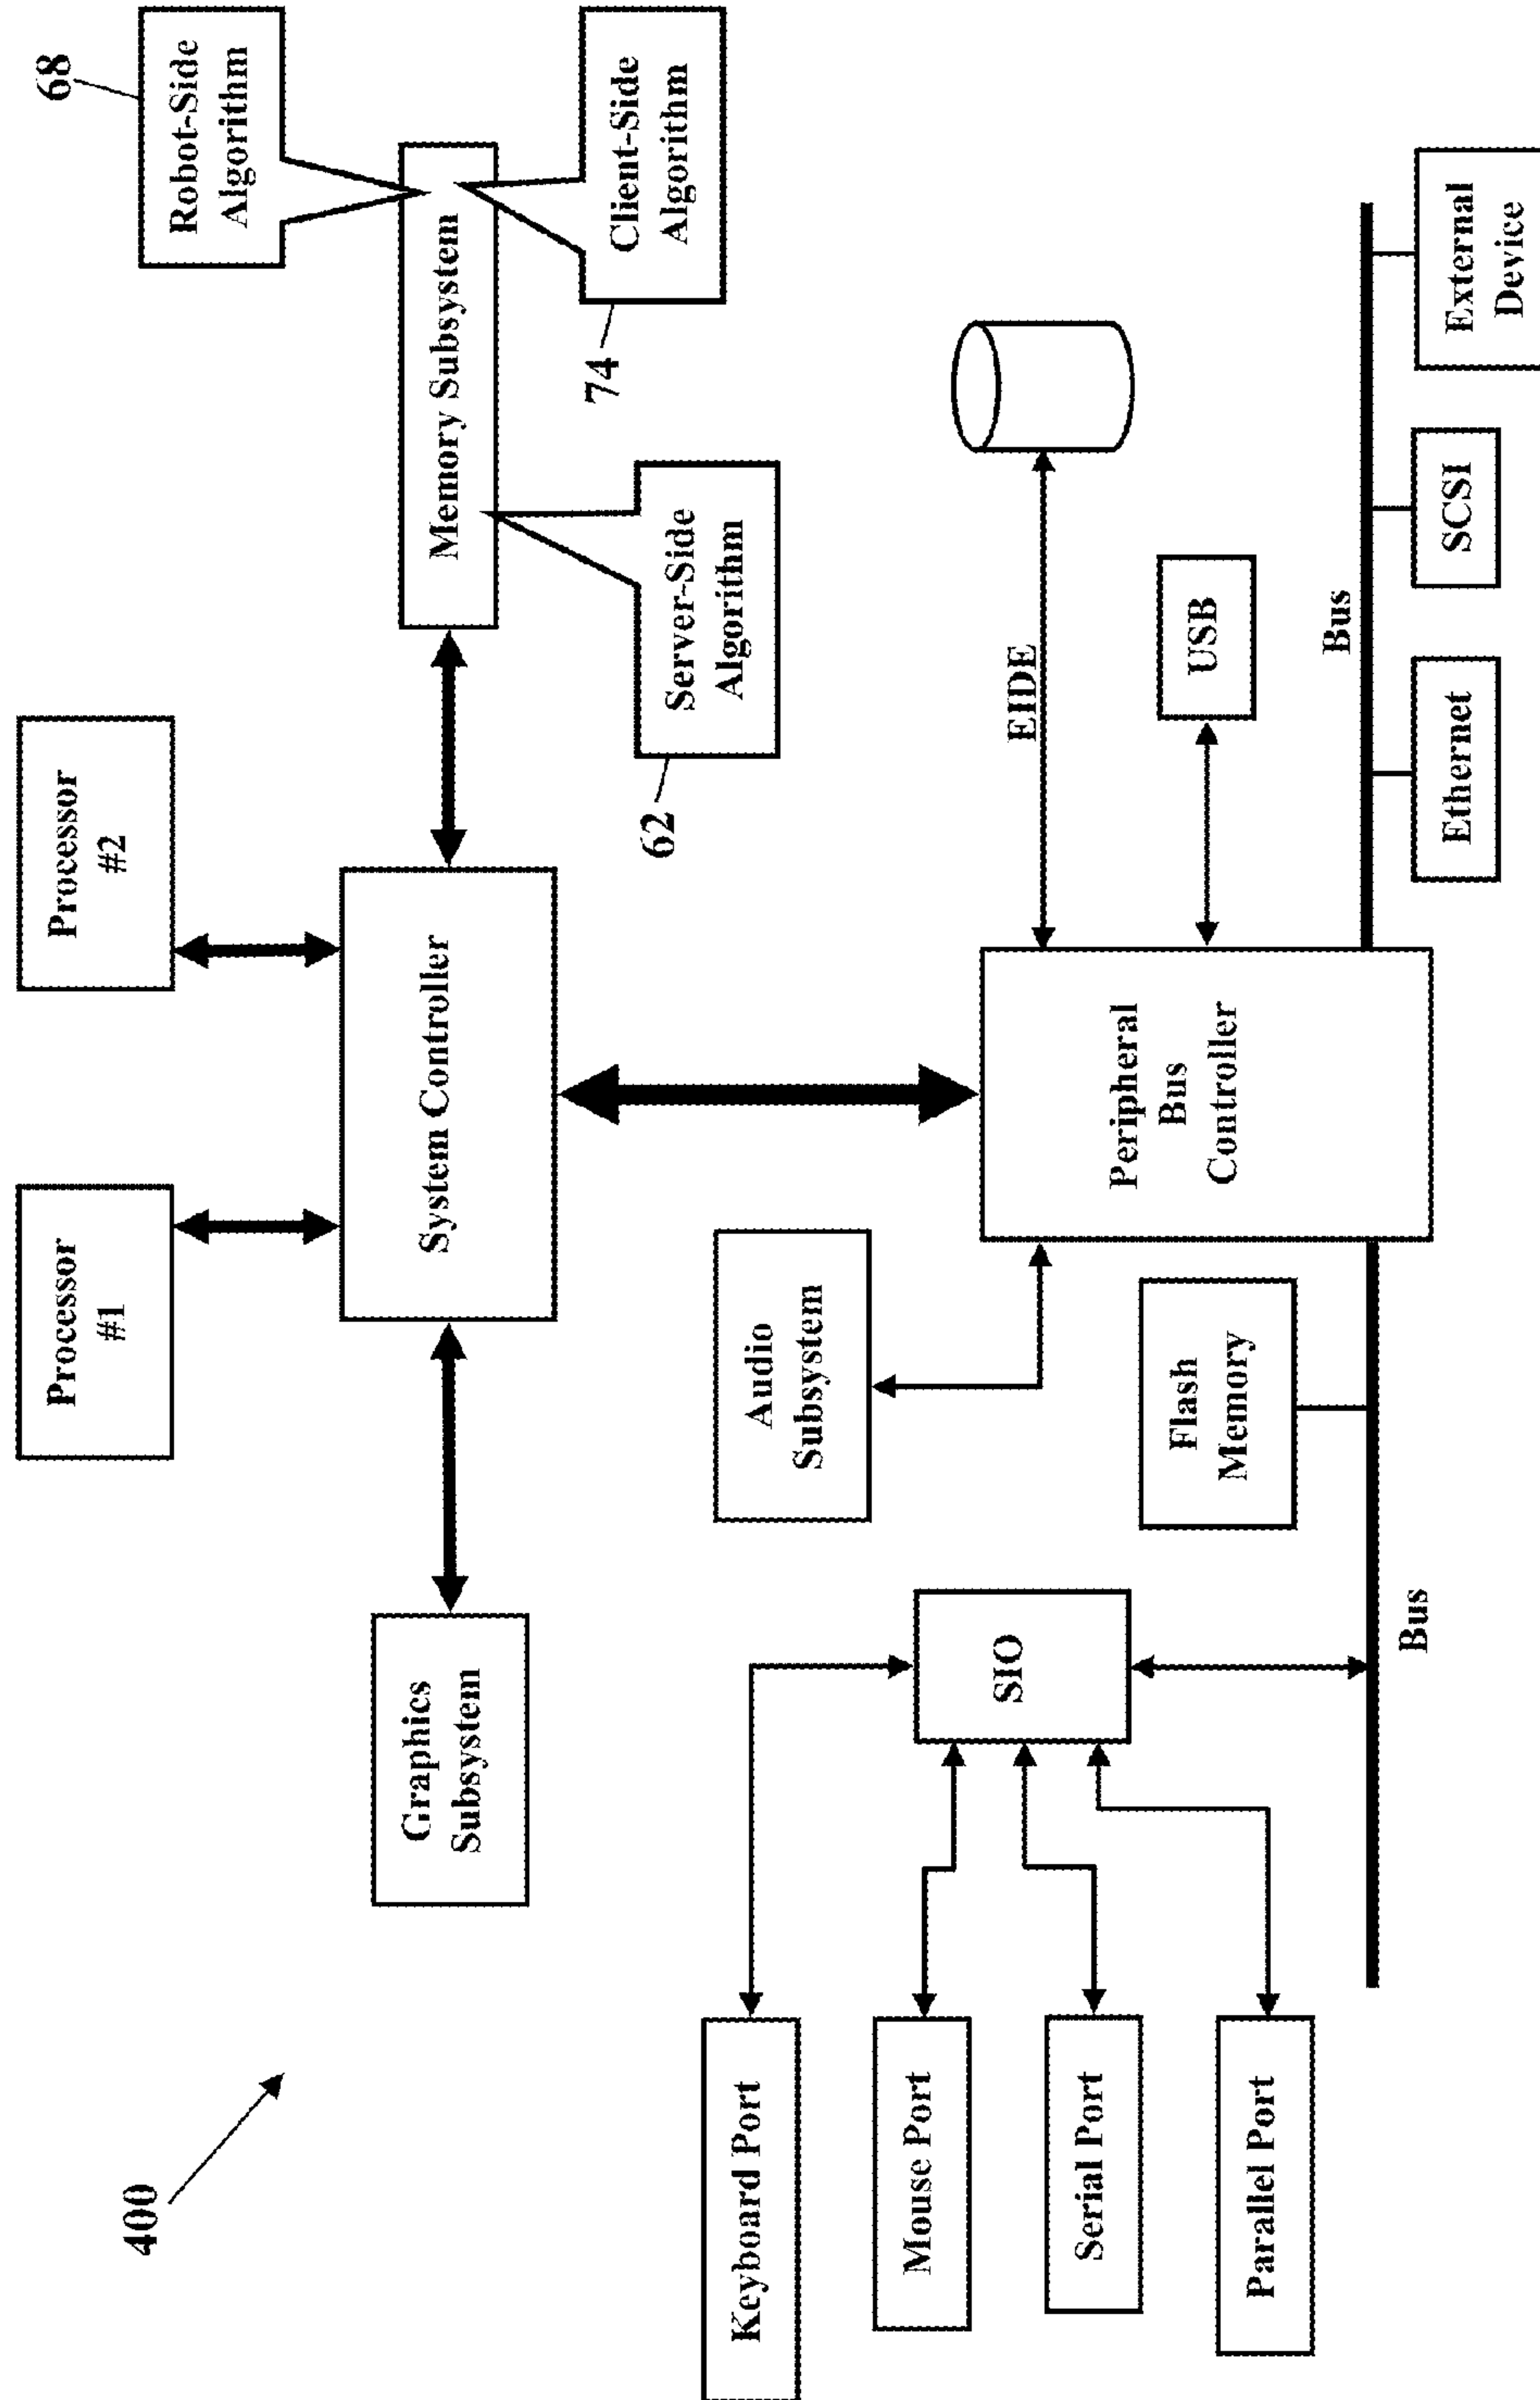 400
Processor
#1
Processor
#2
68
Robot-Side
Algorithm
Graphics
Subsystem
System Controller
Memory Subsystem
Client-Side
Algorithm
74
Server-Side
Algorithm
62
Keyboard Port
Mouse Port
Serial Port
Parallel Port
SIO
Audio
Subsystem
Flash
Memory
Peripheral
Bus
Controller
EIDE
USB
Bus
Bus
Ethernet
SCSI
External
Device